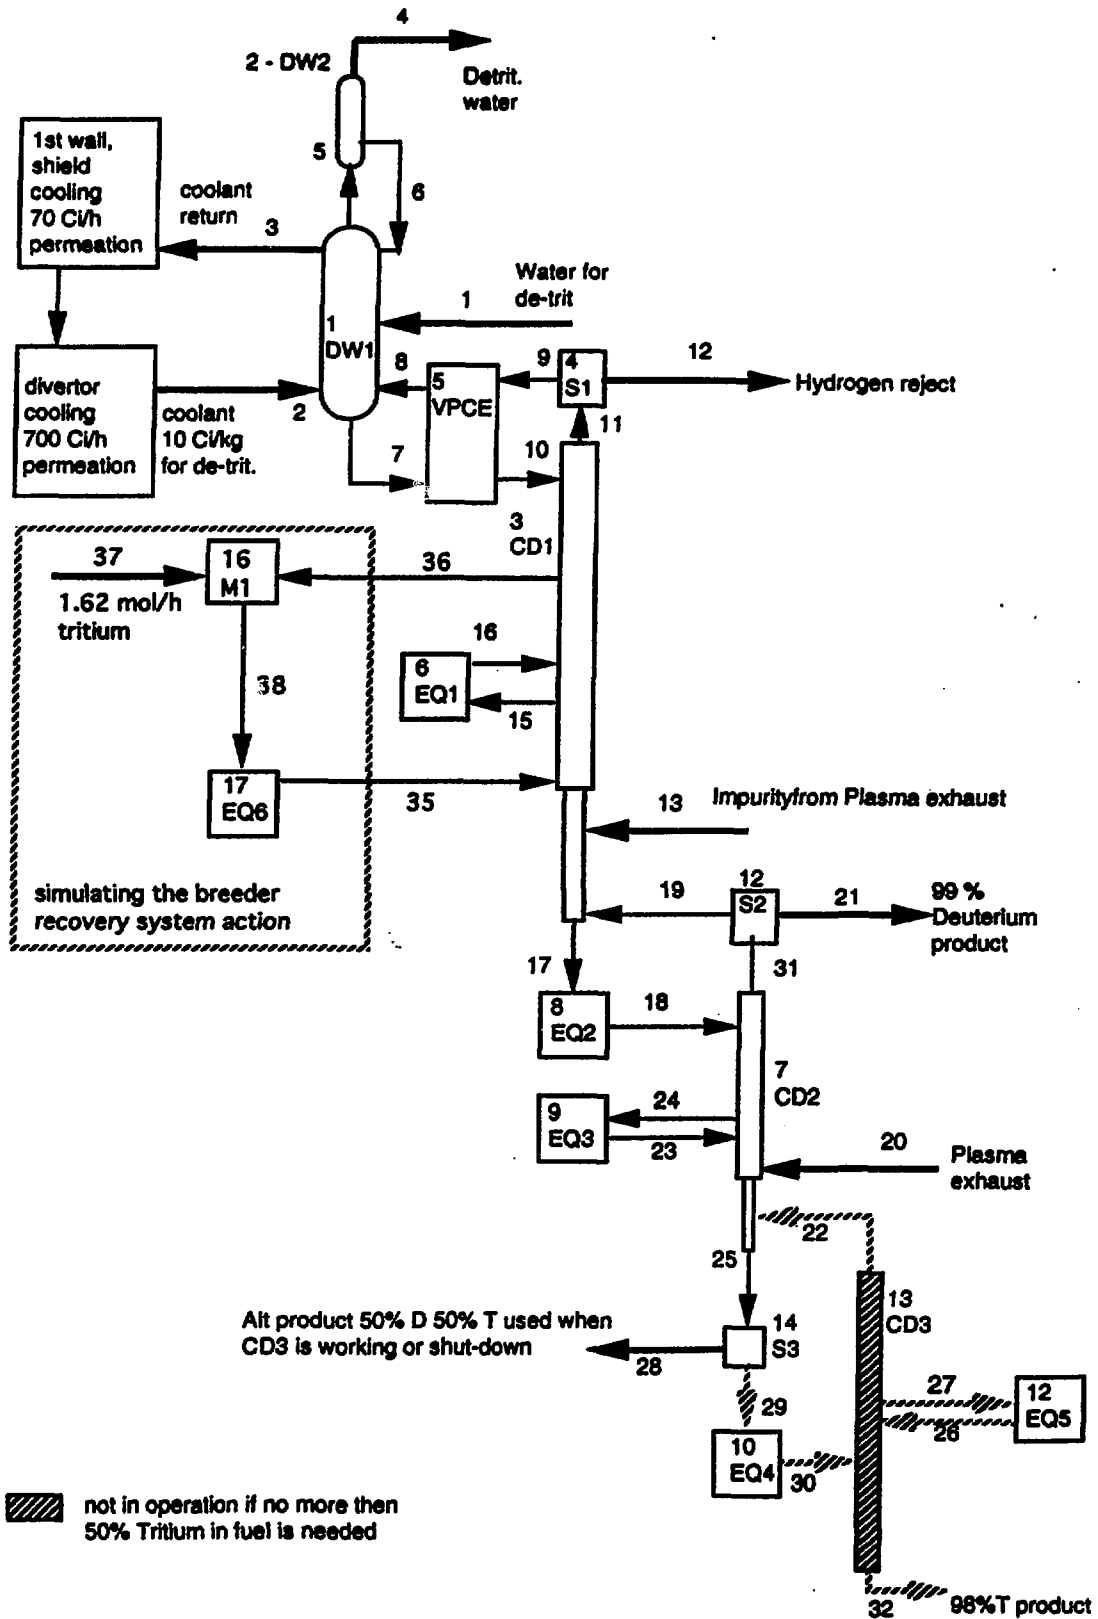 4
2 - DW2
Detrit.
water
5
6
1st wall,
shield
cooling
70 Ci/h
permeation
coolant
return
3
Water for
de-trit
1
1
DW1
divertor
cooling
700 Ci/h
permeation
coolant
10 Ci/kg
for de-trit.
2
8
5
VPCE
7
9
4
S1
12
Hydrogen reject
11
10
3
CD1
37
1.62 mol/h
tritium
16
M1
36
38
16
6
EQ1
15
17
EQ6
35
simulating the breeder
recovery system action
13
Impurityfrom Plasma exhaust
19
12
S2
21
99 %
Deuterium
product
31
17
8
EQ2
18
7
CD2
9
EQ3
24
23
20
Plasma
exhaust
22
25
13
CD3
Alt product 50% D 50% T used when
CD3 is working or shut-down
28
14
S3
29
27
26
12
EQ5
10
EQ4
30
not in operation if no more then
50% Tritium in fuel is needed
32
98%T product